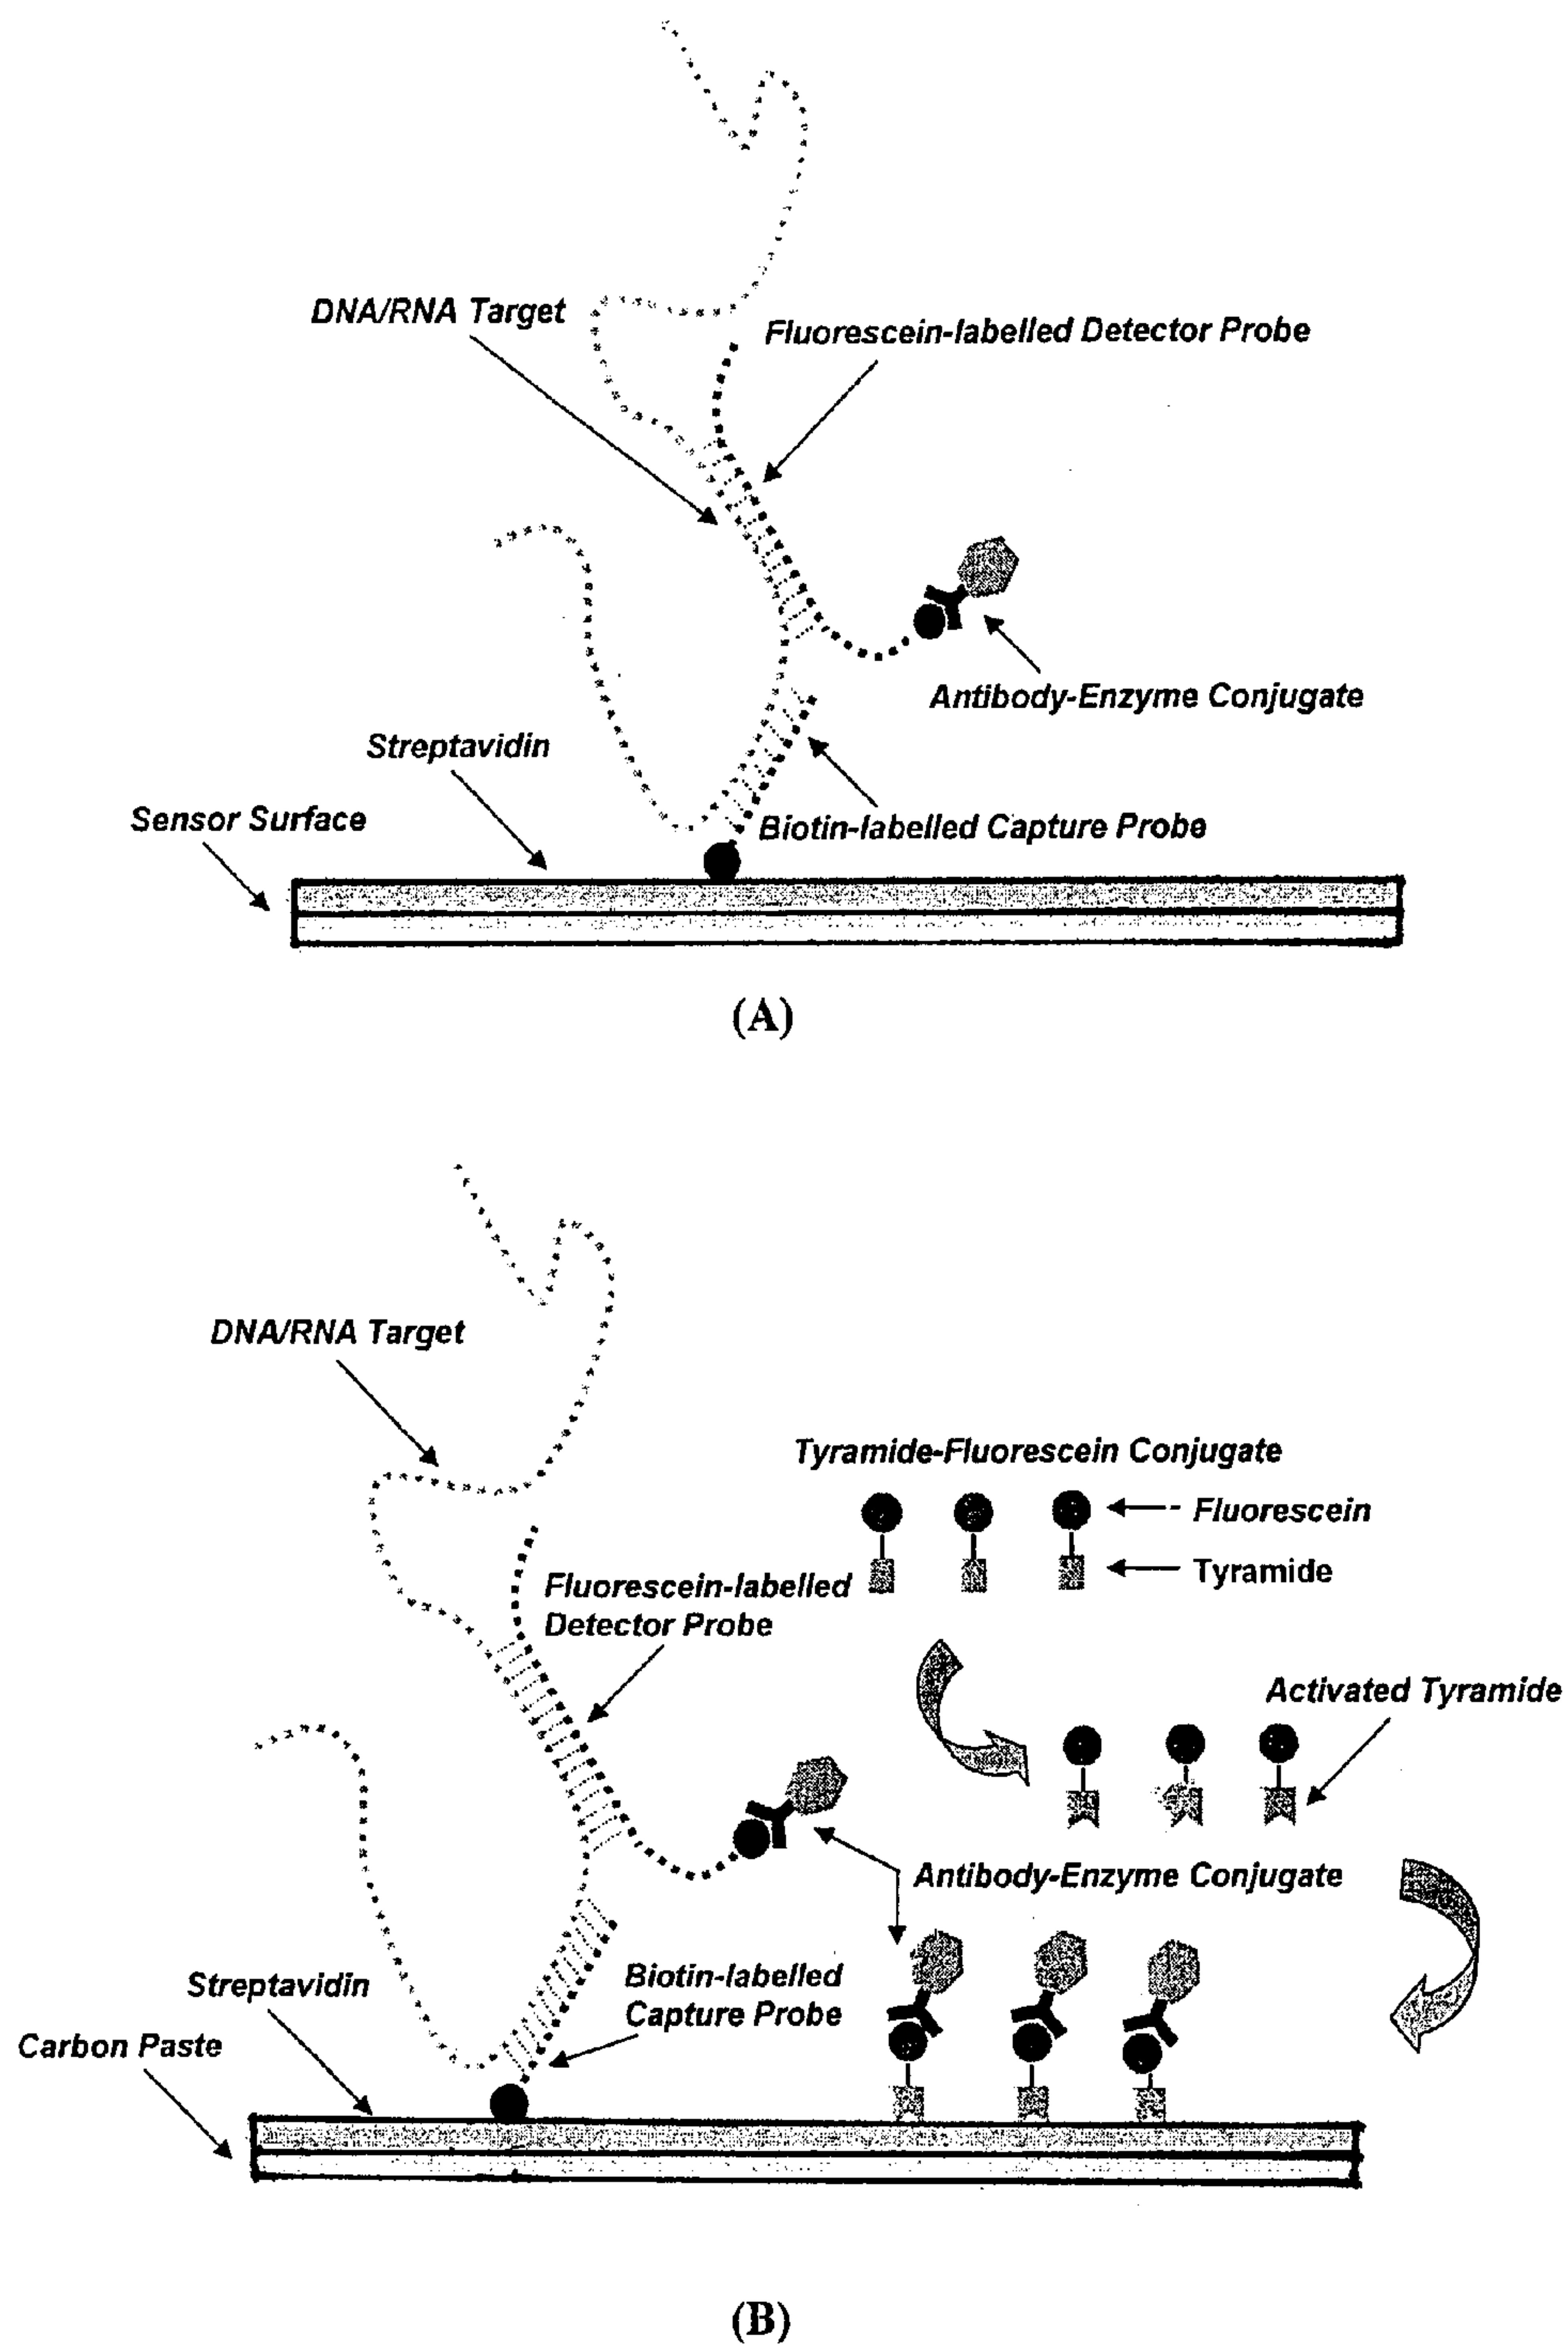 DNA/RNA Target
Fluorescein-labelled Detector Probe
Antibody-Enzyme Conjugate
Streptavidin
Sensor Surface
Biotin-labelled Capture Probe
(A)
DNA/RNA Target
Tyramide-Fluorescein Conjugate
Fluorescein
Tyramide
Fluorescein-labelled
Detector Probe
Activated Tyramide
Antibody-Enzyme Conjugate
Biotin-labelled
Capture Probe
Streptavidin
Carbon Paste
(B)